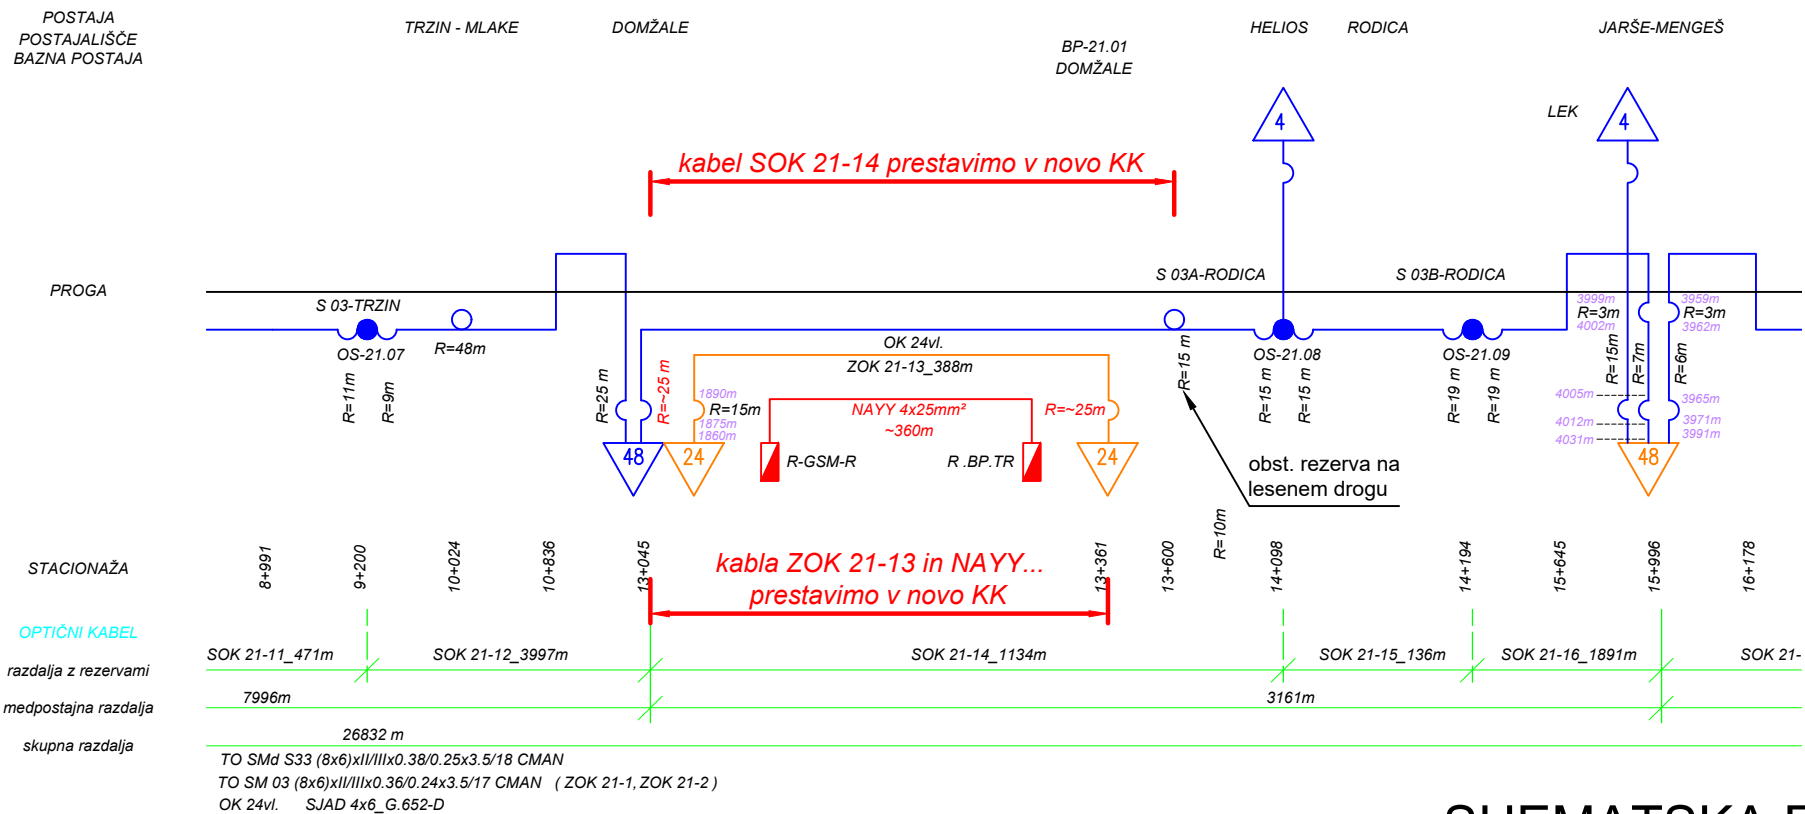 POSTAJA
POSTAJALIŠČE
BAZNA POSTAJA
TRZIN - MLAKE
DOMŽALE
BP-21.01
DOMŽALE
HELIOS
RODICA
JARŠE-MENGEŠ
4
LEK
4
kabel SOK 21-14 prestavimo v novo KK
PROGA
S 03-TRZIN
S 03A-RODICA
S 03B-RODICA
3999m
R=3m
4002m
3959m
R=3m
3962m
OS-21.07
R=48m
OK 24vl.
ZOK 21-13_388m
OS-21.08
OS-21.09
R=11m
R=9m
R=25 m
R=~25 m
1890m
R=15m
1875m
1860m
NAYY 4x25mm²
~360m
R=~25m
R=15 m
R=15 m
R=15 m
R=19 m
R=19 m
R=15m
R=7m
R=6m
4005m
4012m
4031m
3965m
3971m
3991m
48
24
R-GSM-R
R .BP.TR
24
48
obst. rezerva na
lesenem drogu
R=10m
STACIONAŽA
8+991
9+200
10+024
10+836
13+045
13+361
13+600
14+098
14+194
15+645
15+996
16+178
kabla ZOK 21-13 in NAYY...
prestavimo v novo KK
OPTIČNI KABEL
razdalja z rezervami
SOK 21-11_471m
SOK 21-12_3997m
SOK 21-14_1134m
SOK 21-15_136m
SOK 21-16_1891m
SOK 21-
medpostajna razdalja
7996m
3161m
skupna razdalja
26832 m
TO SMd S33 (8x6)xII/IIIx0.38/0.25x3.5/18 CMAN
TO SM 03 (8x6)xII/IIIx0.36/0.24x3.5/17 CMAN ( ZOK 21-1, ZOK 21-2 )
OK 24vl. SJAD 4x6_G.652-D
SHEMATSKA